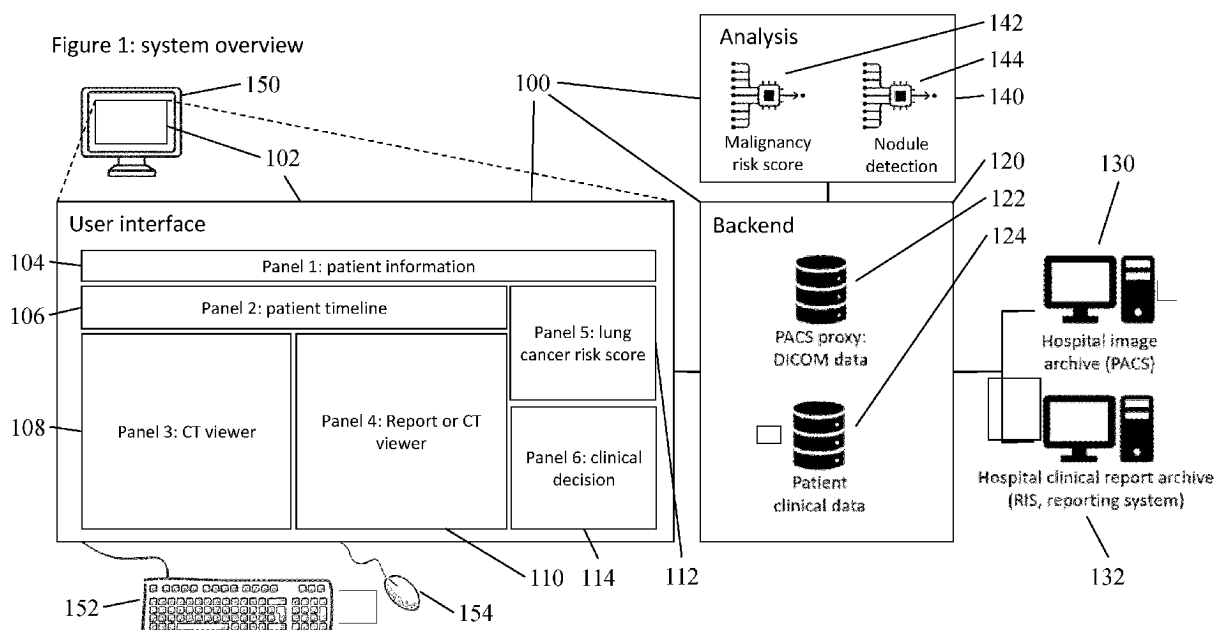 Figure 1: system overview
150
102
100
Analysis
142
144
140
Malignancy
risk score
Nodule
detection
User interface
104
Panel 1: patient information
106
Panel 2: patient timeline
Panel 5: lung
cancer risk score
108
Panel 3: CT viewer
Panel 4: Report or CT
viewer
Panel 6: clinical
decision
110
114
112
152
154
Backend
120
122
124
PACS proxy:
DICOM data
Patient
clinical data
130
Hospital image
archive (PACS)
Hospital clinical report archive
(RIS, reporting system)
132